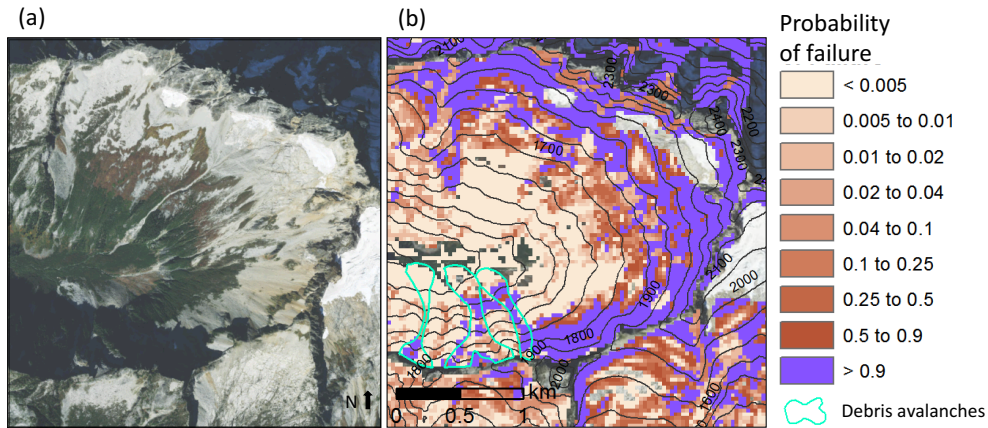 (a)
(b)
Probability
of failure
< 0.005
0.005 to 0.01
0.01 to 0.02
0.02 to 0.04
0.04 to 0.1
0.1 to 0.25
0.25 to 0.5
0.5 to 0.9
> 0.9
Debris avalanches
2100
2300
2300
2400
2200
2300
1700
2100
2000
1900
1800
1900
1800
2000
1600
N
km
0 0.5 1